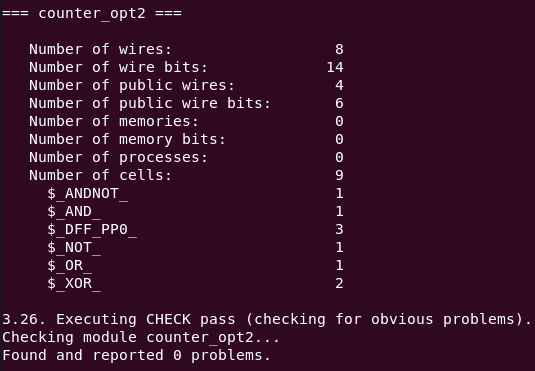 === counter_opt2 ===
Number of wires: 8
Number of wire bits: 14
Number of public wires: 4
Number of public wire bits: 6
Number of memories: 0
Number of memory bits: 0
Number of processes: 0
Number of cells: 9
$_ANDNOT_ 1
$_AND_ 1
$_DFF_PP0_ 3
$_NOT_ 1
$_OR_ 1
$_XOR_ 2
3.26. Executing CHECK pass (checking for obvious problems).
Checking module counter_opt2...
Found and reported 0 problems.